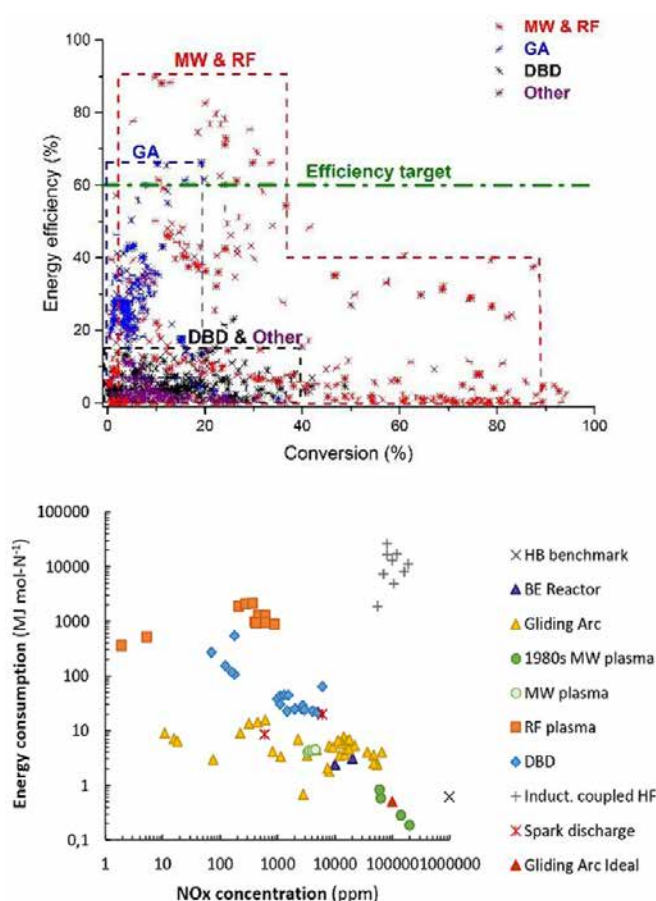 100
80
60
40
20
0
Energy efficiency (%)
MW & RF
GA
DBD
Other
MW & RF
GA
Efficiency target
DBD & Other
0 20 40 60 80 100
Conversion (%)
100000
10000
1000
100
10
1
0,1
Energy consumption (MJ mol-N⁻¹)
1 10 100 1000 10000 100000 1000000
NOx concentration (ppm)
HB benchmark
BE Reactor
Gliding Arc
1980s MW plasma
MW plasma
RF plasma
DBD
Induct. coupled HF
Spark discharge
Gliding Arc Ideal